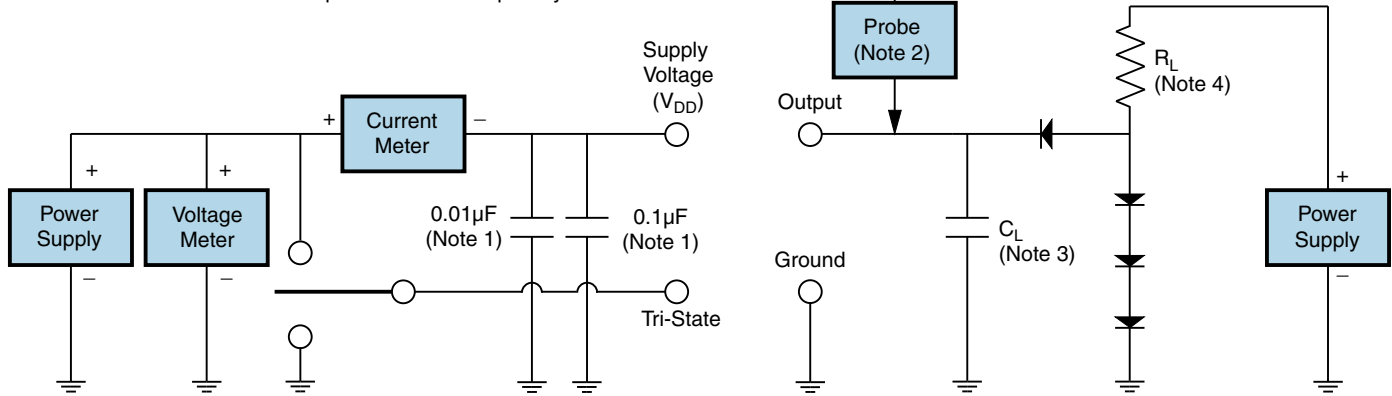 Probe
(Note 2)
Supply
Voltage
(V_DD)
Output
R_L
(Note 4)
+
Current
Meter
−
+
+
+
Power
Supply
Voltage
Meter
0.01µF
(Note 1)
0.1µF
(Note 1)
C_L
(Note 3)
Power
Supply
−
−
−
Ground
Tri-State